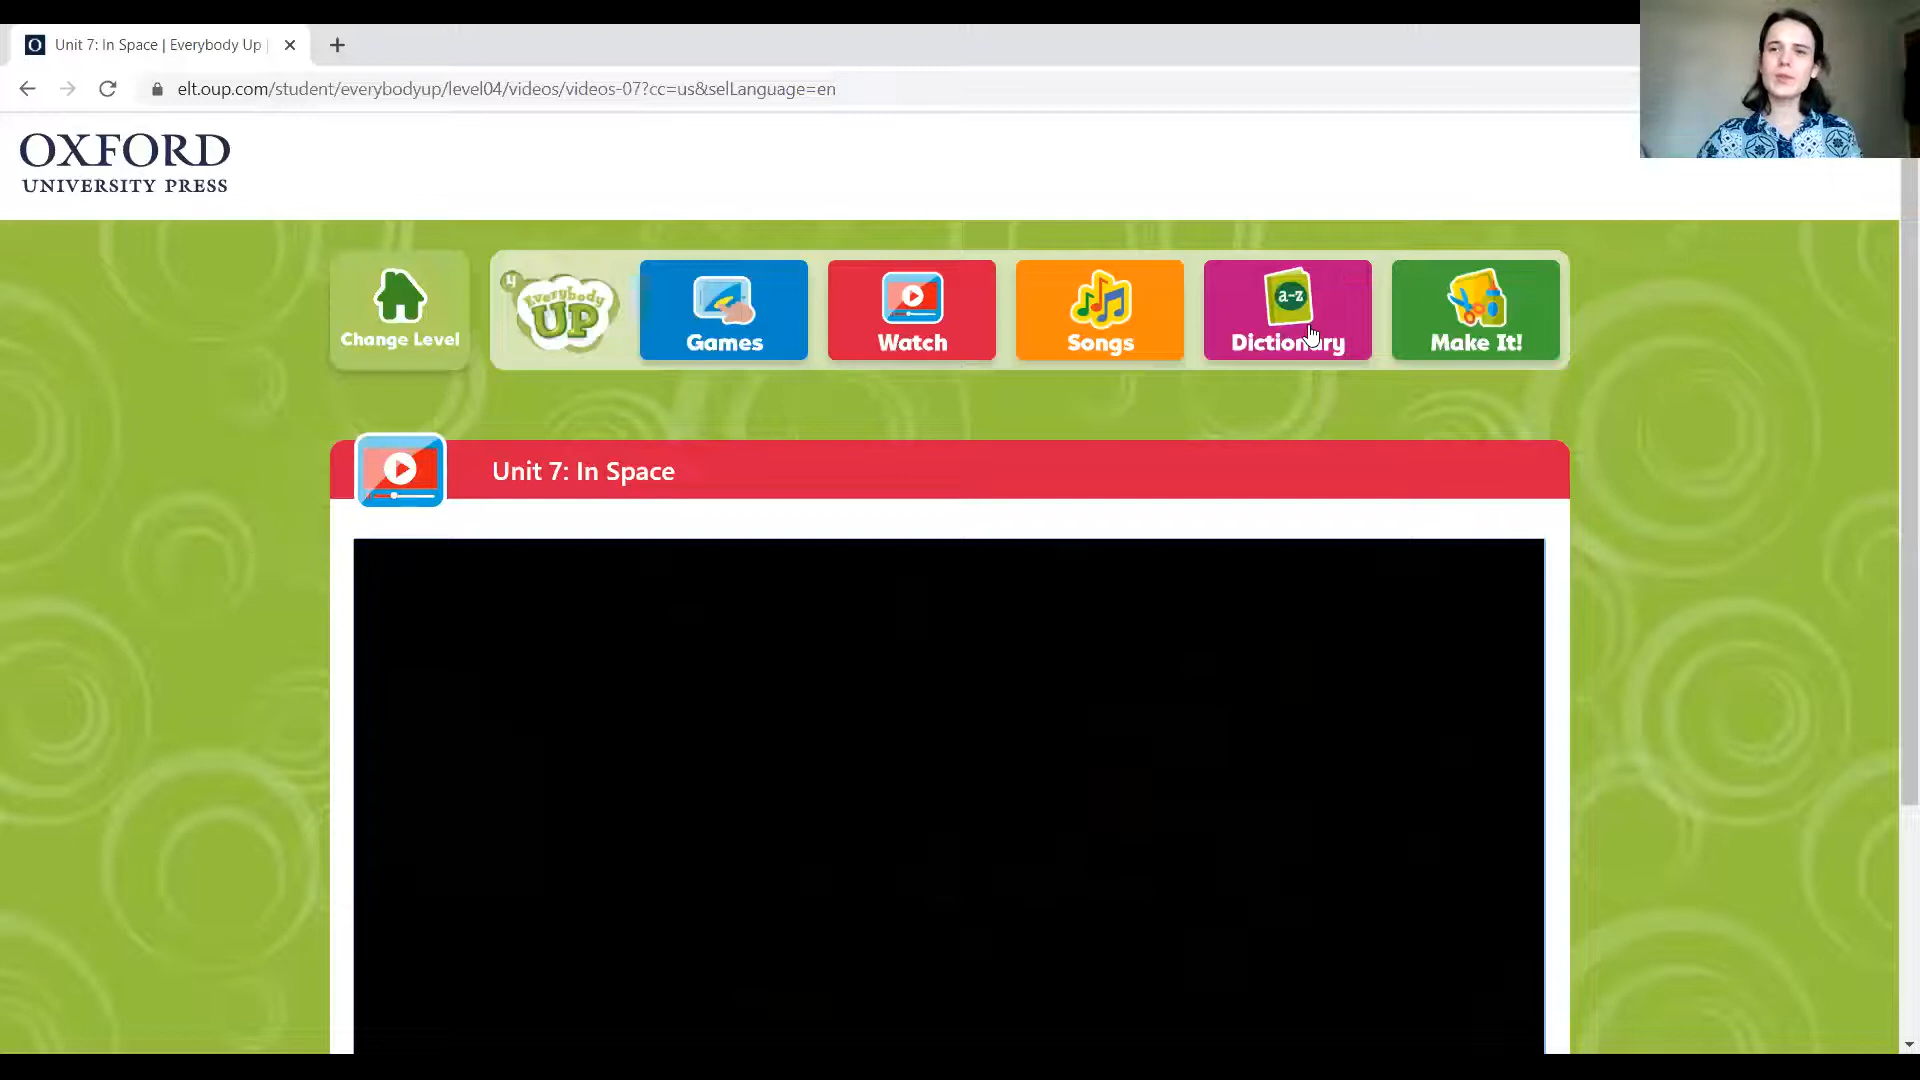 Unit 7: In Space | Everybody Up |
elt.oup.com/student/everybodyup/level04/videos/videos-07?cc=us&selLanguage=en
OXFORD
UNIVERSITY PRESS
Change Level
4
Everybody
UP
Games
Watch
Songs
a-z
Dictionary
Make It!
Unit 7: In Space